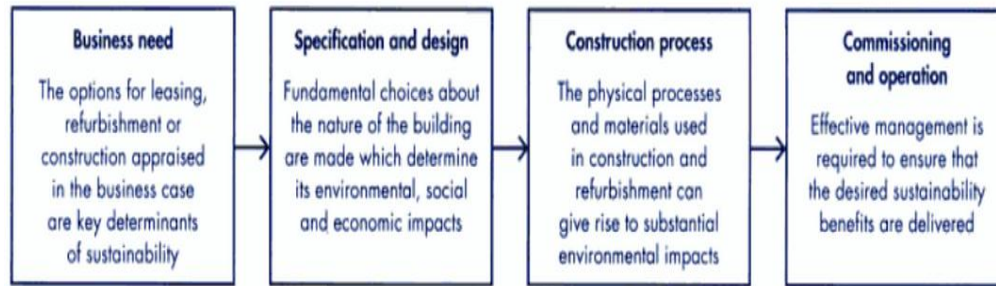 Business need
The options for leasing,
refurbishment or
construction appraised
in the business case
are key determinants
of sustainability
Specification and design
Fundamental choices about
the nature of the building
are made which determine
its environmental, social
and economic impacts
Construction process
The physical processes
and materials used
in construction and
refurbishment can
give rise to substantial
environmental impacts
Commissioning
and operation
Effective management is
required to ensure that
the desired sustainability
benefits are delivered